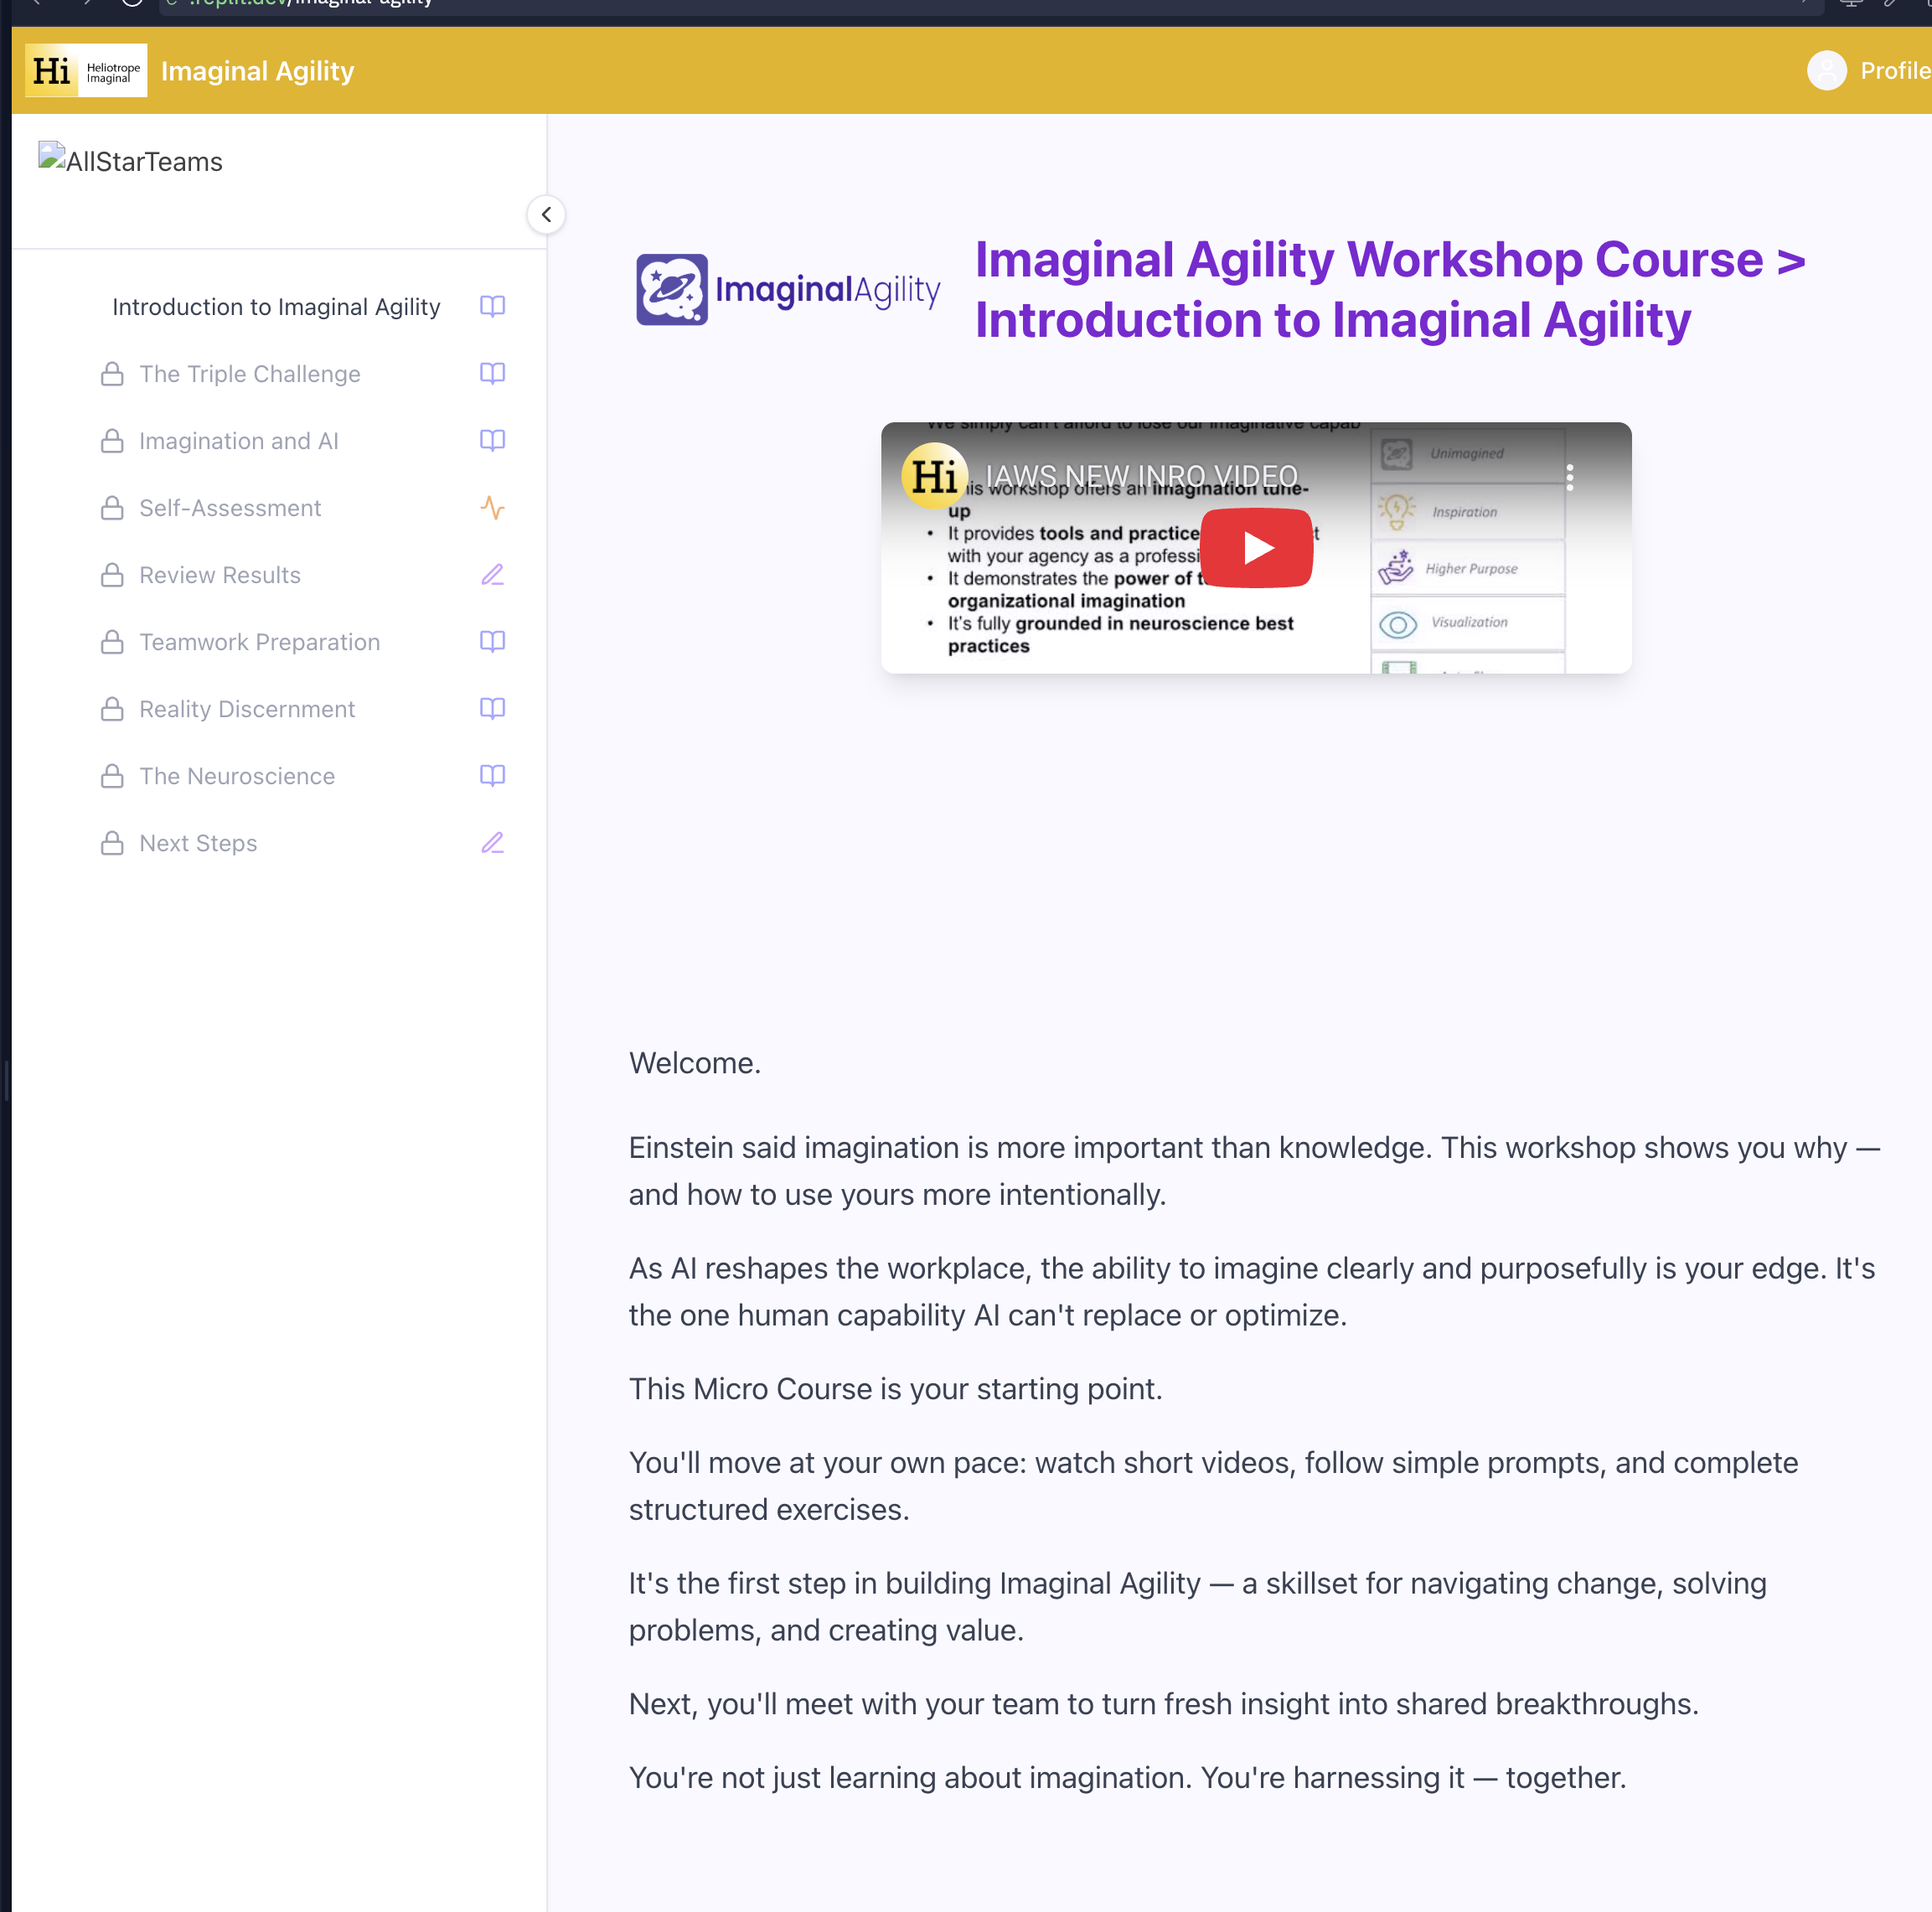 .replit.dev/imaginal-agility
Hi
Heliotrope
Imaginal
Imaginal Agility
Profile
AllStarTeams
Introduction to Imaginal Agility
The Triple Challenge
Imagination and AI
Self-Assessment
Review Results
Teamwork Preparation
Reality Discernment
The Neuroscience
Next Steps
ImaginalAgility
Imaginal Agility Workshop Course >
Introduction to Imaginal Agility
We simply can't afford to lose our imaginative capab
Hi
IAWS NEW INRO VIDEO
is workshop offers an imagination tune-
up
• It provides tools and practice
with your agency as a professi
• It demonstrates the power of t
organizational imagination
• It's fully grounded in neuroscience best
practices
Unimagined
Inspiration
Higher Purpose
Visualization
Welcome.
Einstein said imagination is more important than knowledge. This workshop shows you why —
and how to use yours more intentionally.
As AI reshapes the workplace, the ability to imagine clearly and purposefully is your edge. It's
the one human capability AI can't replace or optimize.
This Micro Course is your starting point.
You'll move at your own pace: watch short videos, follow simple prompts, and complete
structured exercises.
It's the first step in building Imaginal Agility — a skillset for navigating change, solving
problems, and creating value.
Next, you'll meet with your team to turn fresh insight into shared breakthroughs.
You're not just learning about imagination. You're harnessing it — together.